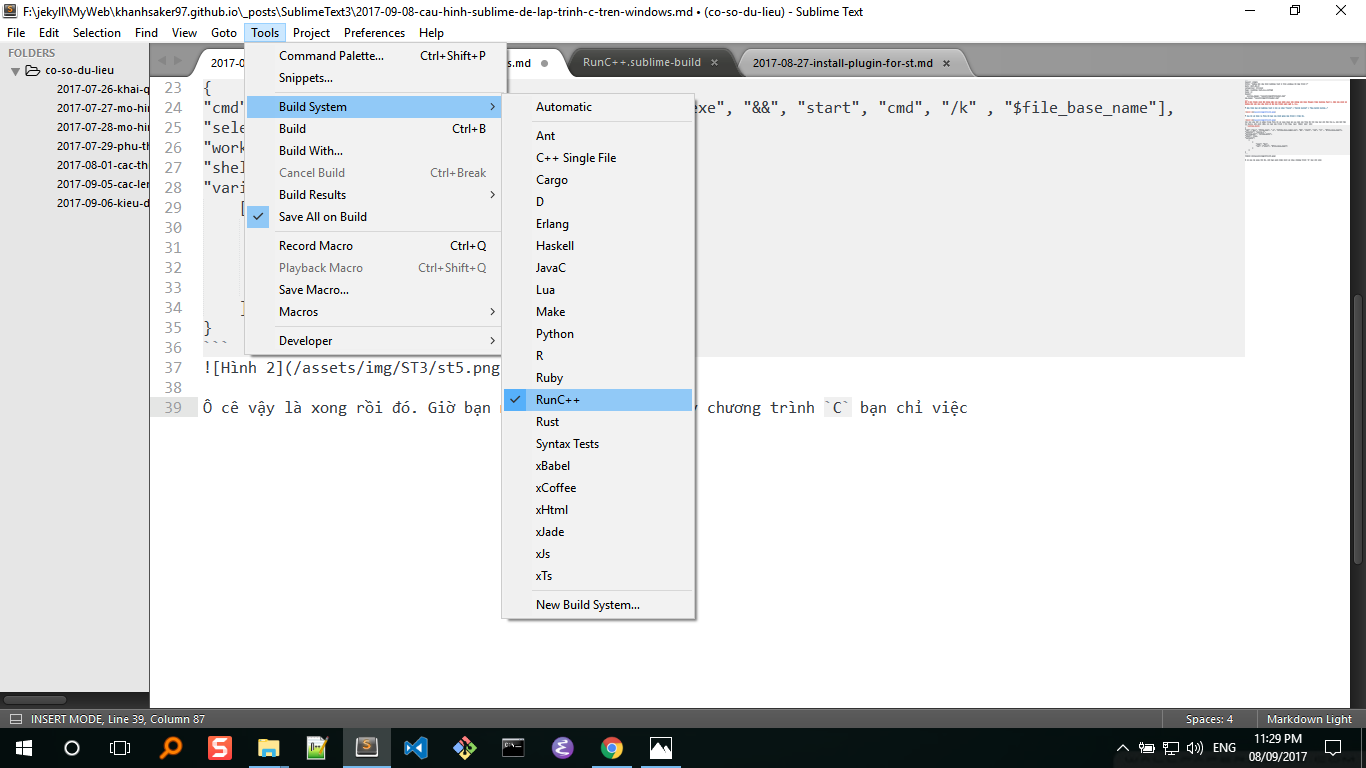 F:\jekyll\MyWeb\khanhsaker97.github.io\_posts\SublimeText3\2017-09-08-cau-hinh-sublime-de-lap-trinh-c-tren-windows.md • (co-so-du-lieu) - Sublime Text
File Edit Selection Find View Goto Tools Project Preferences Help
FOLDERS
co-so-du-lieu
2017-07-26-khai-q
2017-07-27-mo-hir
2017-07-28-mo-hir
2017-07-29-phu-th
2017-08-01-cac-th
2017-09-05-cac-ler
2017-09-06-kieu-d
2017-0
s.md
RunC++.sublime-build ×
2017-08-27-install-plugin-for-st.md ×
Command Palette... Ctrl+Shift+P
Snippets...
Build System
Build Ctrl+B
Build With...
Cancel Build Ctrl+Break
Build Results
Save All on Build
Record Macro Ctrl+Q
Playback Macro Ctrl+Shift+Q
Save Macro...
Macros
Developer
Automatic
Ant
C++ Single File
Cargo
D
Erlang
Haskell
JavaC
Lua
Make
Python
R
Ruby
RunC++
Rust
Syntax Tests
xBabel
xCoffee
xHtml
xJade
xJs
xTs
New Build System...
23 {
24 "cmd" xe", "&&", "start", "cmd", "/k" , "$file_base_name"],
25 "sele
26 "work
27 "shel
28 "vari
29 [
30
31
32
33
34 ]
35 }
36 ```
37 ![Hình 2](/assets/img/ST3/st5.png
38
39 Ô cê vậy là xong rồi đó. Giờ bạn y chương trình `C` bạn chỉ việc
INSERT MODE, Line 39, Column 87 Spaces: 4 Markdown Light
ENG
11:29 PM
08/09/2017